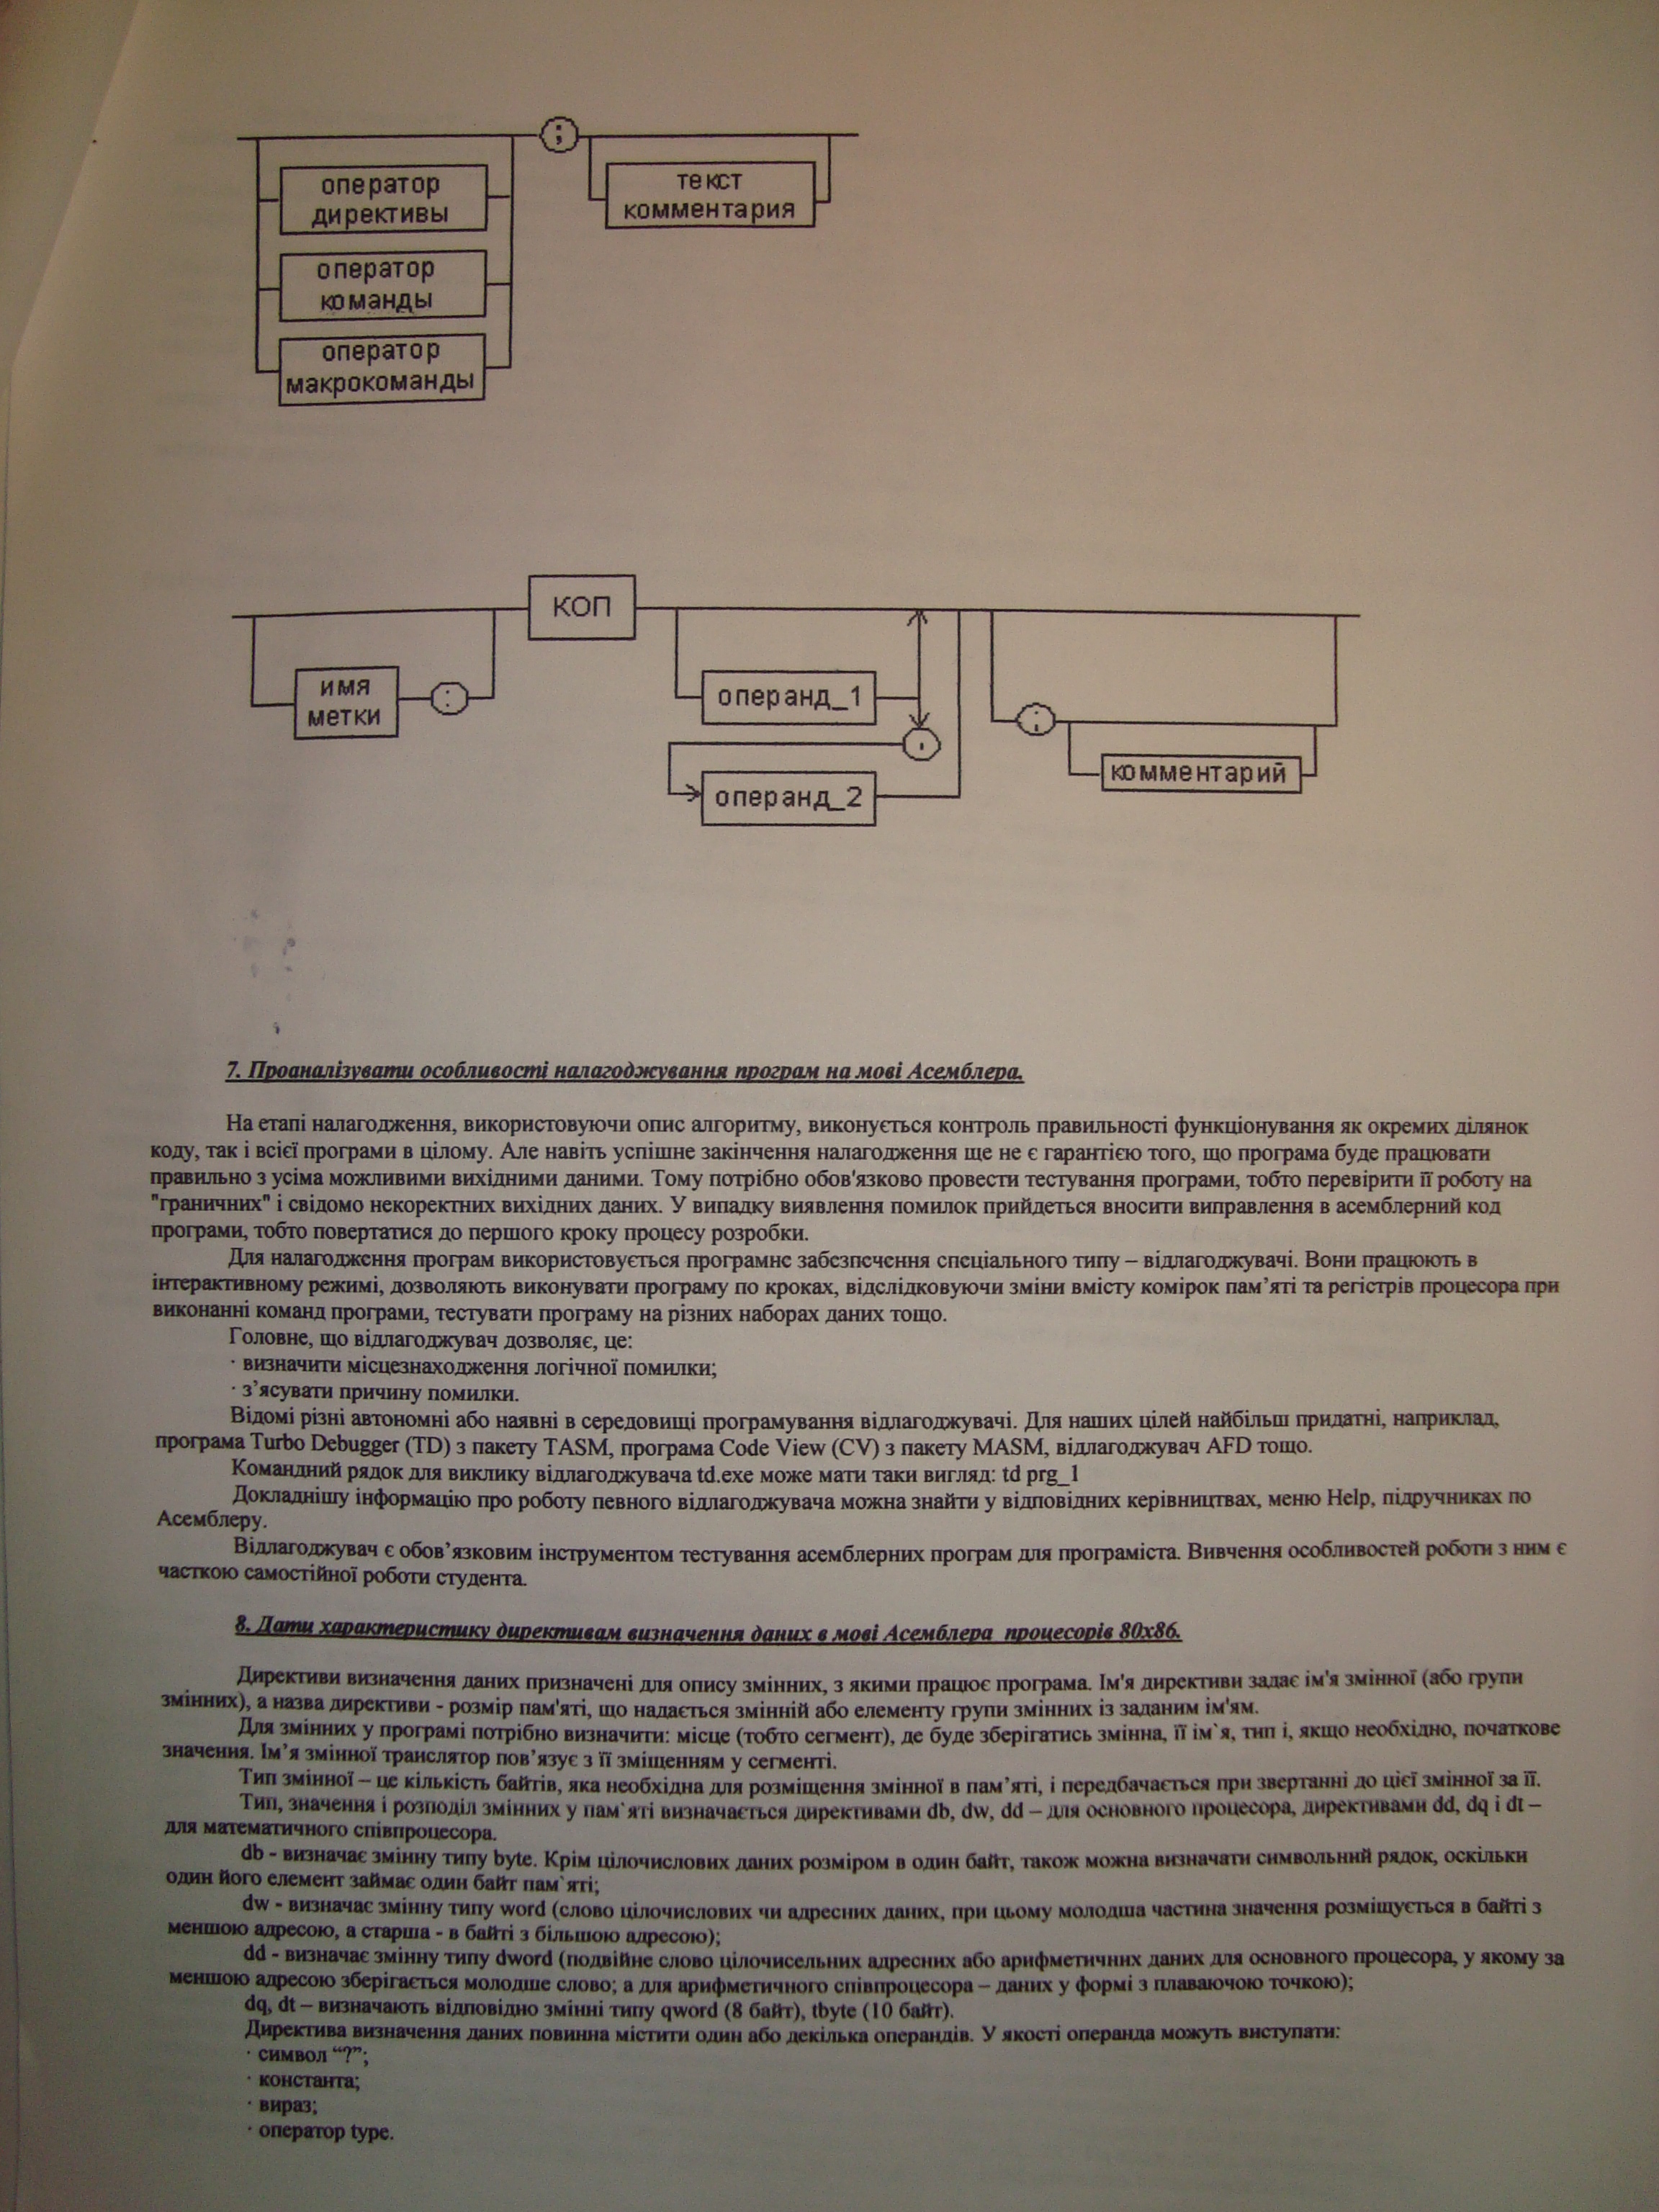 ;
оператор
директивы
текст
комментария
оператор
команды
оператор
макрокоманды
коп
имя
метки
:
операнд_1
,
операнд_2
;
комментарий
7. Проаналізувати особливості налагоджування програм на мові Асемблера.
На етапі налагодження, використовуючи опис алгоритму, виконується контроль правильності функціонування як окремих ділянок
коду, так і всієї програми в цілому. Але навіть успішне закінчення налагодження ще не є гарантією того, що програма буде працювати
правильно з усіма можливими вихідними даними. Тому потрібно обов'язково провести тестування програми, тобто перевірити її роботу на
"граничних" і свідомо некоректних вихідних даних. У випадку виявлення помилок прийдеться вносити виправлення в асемблерний код
програми, тобто повертатися до першого кроку процесу розробки.
Для налагодження програм використовується програмне забезпечення спеціального типу – відлагоджувачі. Вони працюють в
інтерактивному режимі, дозволяють виконувати програму по кроках, відслідковуючи зміни вмісту комірок пам’яті та регістрів процесора при
виконанні команд програми, тестувати програму на різних наборах даних тощо.
Головне, що відлагоджувач дозволяє, це:
· визначити місцезнаходження логічної помилки;
· з’ясувати причину помилки.
Відомі різні автономні або наявні в середовищі програмування відлагоджувачі. Для наших цілей найбільш придатні, наприклад,
програма Turbo Debugger (TD) з пакету TASM, програма Code View (CV) з пакету MASM, відлагоджувач AFD тощо.
Командний рядок для виклику відлагоджувача td.exe може мати таки вигляд: td prg_1
Докладнішу інформацію про роботу певного відлагоджувача можна знайти у відповідних керівництвах, меню Help, підручниках по
Асемблеру.
Відлагоджувач є обов’язковим інструментом тестування асемблерних програм для програміста. Вивчення особливостей роботи з ним є
часткою самостійної роботи студента.
8. Дати характеристику директивам визначення даних в мові Асемблера процесорів 80х86.
Директиви визначення даних призначені для опису змінних, з якими працює програма. Ім'я директиви задає ім'я змінної (або групи
змінних), а назва директиви - розмір пам'яті, що надається змінній або елементу групи змінних із заданим ім'ям.
Для змінних у програмі потрібно визначити: місце (тобто сегмент), де буде зберігатись змінна, її ім`я, тип і, якщо необхідно, початкове
значення. Ім’я змінної транслятор пов’язує з її зміщенням у сегменті.
Тип змінної – це кількість байтів, яка необхідна для розміщення змінної в пам’яті, і передбачається при звертанні до цієї змінної за її.
Тип, значення і розподіл змінних у пам`яті визначається директивами db, dw, dd – для основного процесора, директивами dd, dq і dt –
для математичного співпроцесора.
db - визначає змінну типу byte. Крім цілочислових даних розміром в один байт, також можна визначати символьний рядок, оскільки
один його елемент займає один байт пам`яті;
dw - визначає змінну типу word (слово цілочислових чи адресних даних, при цьому молодша частина значення розміщується в байті з
меншою адресою, а старша - в байті з більшою адресою);
dd - визначає змінну типу dword (подвійне слово цілочисельних адресних або арифметичних даних для основного процесора, у якому за
меншою адресою зберігається молодше слово; а для арифметичного співпроцесора – даних у формі з плаваючою точкою);
dq, dt – визначають відповідно змінні типу qword (8 байт), tbyte (10 байт).
Директива визначення даних повинна містити один або декілька операндів. У якості операнда можуть виступати:
· символ “?”;
· константа;
· вираз;
· оператор type.